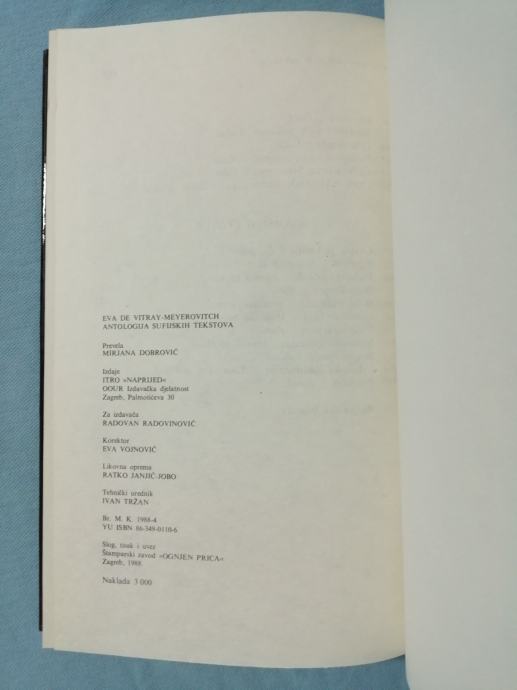 EVA DE VITRAY-MEYEROVITCH
ANTOLOGIJA SUFIJSKIH TEKSTOVA
Prevela
MIRJANA DOBROVIĆ
Izdaje
ITRO »NAPRIJED«
OOUR Izdavačka djelatnost
Zagreb, Palmotićeva 30
Za izdavača
RADOVAN RADOVINOVIĆ
Korektor
EVA VOJNOVIĆ
Likovna oprema
RATKO JANJIĆ-JOBO
Tehnički urednik
IVAN TRŽAN
Br. M. K. 1988-4
YU ISBN 86-349-0110-6
Slog, tisak i uvez
Štamparski zavod »OGNJEN PRICA«
Zagreb, 1988.
Naklada 3 000